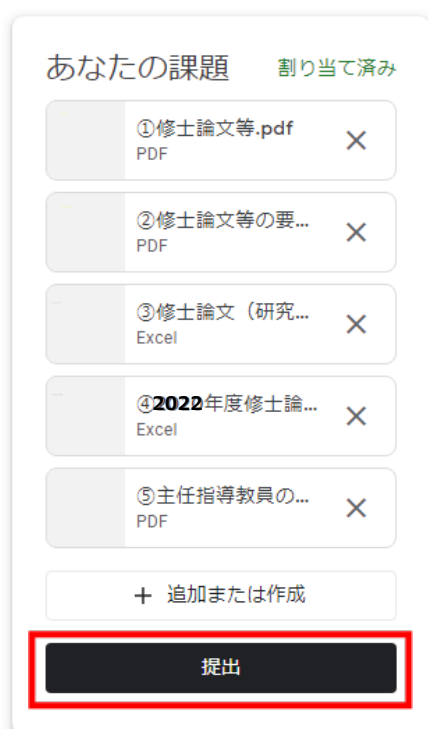 あなたの課題 割り当て済み
①修士論文等.pdf
PDF
②修士論文等の要...
PDF
③修士論文（研究...
Excel
④2022年度修士論...
Excel
⑤主任指導教員の...
PDF
+ 追加または作成
提出